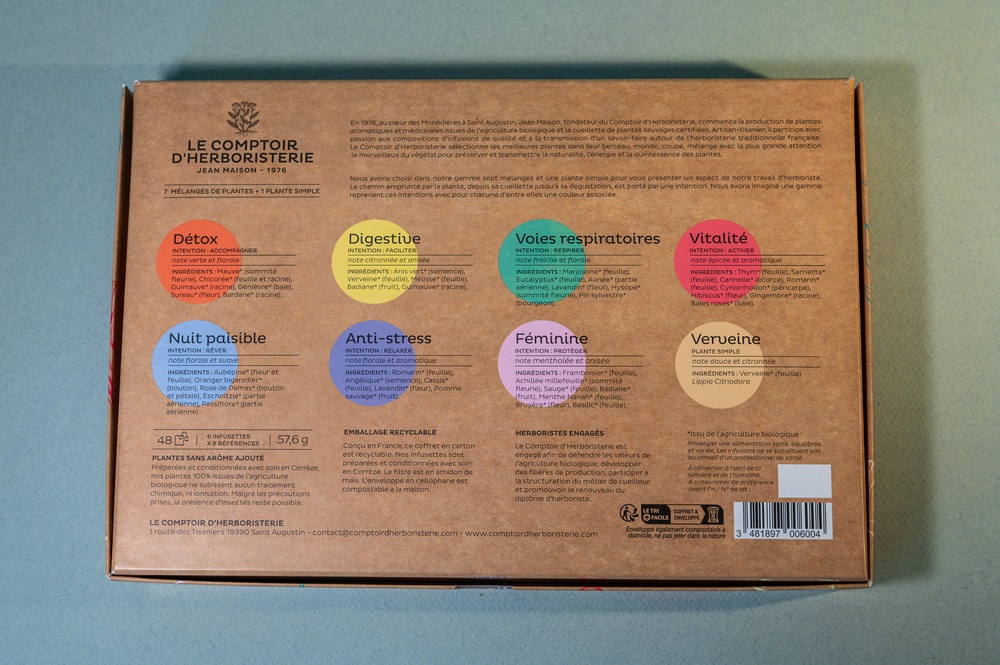 LE COMPTOIR
D'HERBORISTERIE
JEAN MAISON - 1976
7 MÉLANGES DE PLANTES + 1 PLANTE SIMPLE
En 1976, au cœur des Monédières à Saint Augustin, Jean Maison, fondateur du Comptoir d'Herboristerie, commence la production de plantes
aromatiques et médicinales issues de l'agriculture biologique et la cueillette de plantes sauvages certifiées. Artisan-tisanier, il participe avec
passion aux compositions d'infusions de qualité et à la transmission d'un savoir-faire autour de l'herboristerie traditionnelle française.
Le Comptoir d'Herboristerie sélectionne les meilleures plantes dans leur berceau, monde, coupe, mélange avec la plus grande attention
le merveilleux du végétal pour préserver et transmettre la naturalité, l'énergie et la quintessence des plantes.
Nous avons choisi dans notre gamme sept mélanges et une plante simple pour vous présenter un aspect de notre travail d'herboriste.
Le chemin emprunté par la plante, depuis sa cueillette jusqu'à sa dégustation, est porté par une intention. Nous avons imaginé une gamme
reprenant ces intentions avec pour chacune d'entre elles une couleur associée.
Détox
INTENTION : ACCOMPAGNER
note verte et florale
INGRÉDIENTS : Mauve* (sommité
fleurie), Chicorée* (feuille et racine),
Guimauve* (racine), Genièvre* (baie),
Sureau* (fleur), Bardane* (racine).
Digestive
INTENTION : FACILITER
note citronnée et anisée
INGRÉDIENTS : Anis vert* (semence),
Verveine* (feuille), Mélisse* (feuille),
Badiane* (fruit), Guimauve* (racine).
Voies respiratoires
INTENTION : RESPIRER
note fraîche et florale
INGRÉDIENTS : Marjolaine* (feuille),
Eucalyptus* (feuille), Aunée* (partie
aérienne), Lavandin* (fleur), Hysope*
(sommité fleurie), Pin sylvestre*
(bourgeon).
Vitalité
INTENTION : ACTIVER
note épicée et aromatique
INGRÉDIENTS : Thym* (feuille), Sarriette*
(feuille), Cannelle* (écorce), Romarin*
(feuille), Cynorrhodon* (péricarpe),
Hibiscus* (fleur), Gingembre* (racine),
Baies roses* (baie).
Nuit paisible
INTENTION : RÊVER
note florale et suave
INGRÉDIENTS : Aubépine* (fleur et
feuille), Oranger bigaradier*
(bouton), Rose de Damas* (bouton
et pétale), Escholtzia* (partie
aérienne), Passiflore* (partie
aérienne).
Anti-stress
INTENTION : RELAXER
note florale et aromatique
INGRÉDIENTS : Romarin* (feuille),
Angélique* (semence), Cassis*
(feuille), Lavandin* (fleur), Pomme
sauvage* (fruit).
Féminine
INTENTION : PROTÉGER
note mentholée et anisée
INGRÉDIENTS : Framboisier* (feuille),
Achillée millefeuille* (sommité
fleurie), Sauge* (feuille), Badiane*
(fruit), Menthe Nanah* (feuille),
Bruyère* (fleur), Basilic* (feuille).
Verveine
PLANTE SIMPLE
note douce et citronnée
INGRÉDIENTS : Verveine* (feuille)
Lippia Citriodora
48
6 INFUSETTES
X 8 RÉFÉRENCES
57,6 g
PLANTES SANS ARÔME AJOUTÉ
Préparées et conditionnées avec soin en Corrèze,
nos plantes 100% issues de l'agriculture
biologique ne subissent aucun traitement
chimique, ni ionisation. Malgré les précautions
prises, la présence d'insectes reste possible.
EMBALLAGE RECYCLABLE
Conçu en France, ce coffret en carton
est recyclable. Nos infusettes sont
préparées et conditionnées avec soin
en Corrèze. Le filtre est en amidon de
maïs. L'enveloppe en cellophane est
compostable à la maison.
HERBORISTES ENGAGÉS
Le Comptoir d'Herboristerie est
engagé afin de défendre les valeurs de
l'agriculture biologique, développer
des filières de production, participer à
la structuration du métier de cueilleur
et promouvoir le renouveau du
diplôme d'herboriste.
*Issu de l'agriculture biologique
Privilégier une alimentation saine, équilibrée
et variée. Les infusions ne se substituent pas
au conseil d'un professionnel de santé.
À conserver à l'abri de la
lumière et de l'humidité.
À consommer de préférence
avant fin / N° de lot :
LE TRI
+ FACILE
COFFRET &
ENVELOPPE
Enveloppe également compostable à
domicile, ne pas jeter dans la nature
3 481897 006004
LE COMPTOIR D'HERBORISTERIE
1 route des Tisaniers 19390 Saint Augustin - contact@comptoirdherboristerie.com - www.comptoirdherboristerie.com